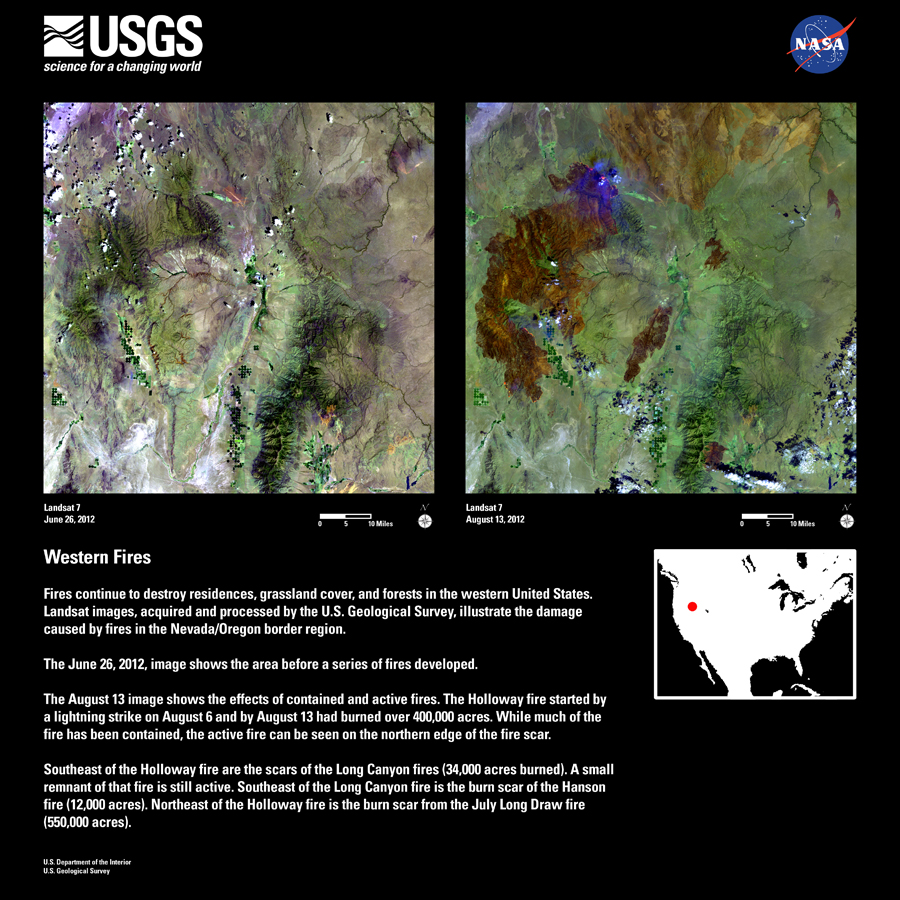 USGS
science for a changing world
NASA
Landsat 7
June 26, 2012
0 5 10 Miles
N
Landsat 7
August 13, 2012
0 5 10 Miles
N
Western Fires
Fires continue to destroy residences, grassland cover, and forests in the western United States.
Landsat images, acquired and processed by the U.S. Geological Survey, illustrate the damage
caused by fires in the Nevada/Oregon border region.
The June 26, 2012, image shows the area before a series of fires developed.
The August 13 image shows the effects of contained and active fires. The Holloway fire started by
a lightning strike on August 6 and by August 13 had burned over 400,000 acres. While much of the
fire has been contained, the active fire can be seen on the northern edge of the fire scar.
Southeast of the Holloway fire are the scars of the Long Canyon fires (34,000 acres burned). A small
remnant of that fire is still active. Southeast of the Long Canyon fire is the burn scar of the Hanson
fire (12,000 acres). Northeast of the Holloway fire is the burn scar from the July Long Draw fire
(550,000 acres).
U.S. Department of the Interior
U.S. Geological Survey